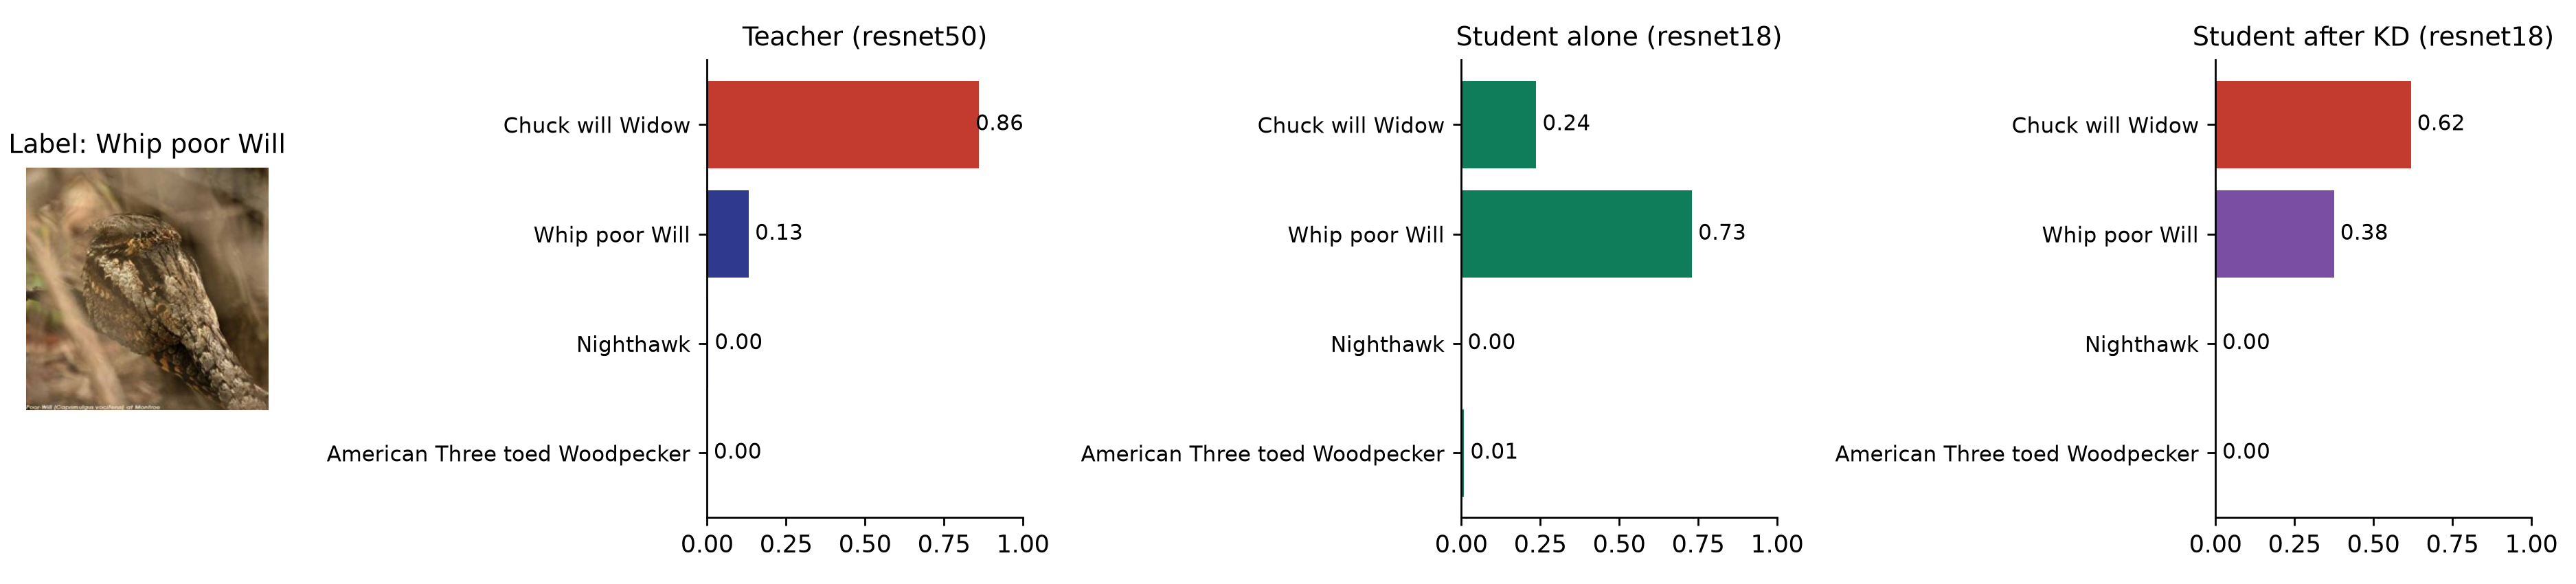 Label: Whip poor Will
Teacher (resnet50)
Chuck will Widow
0.86
Whip poor Will
0.13
Nighthawk
0.00
American Three toed Woodpecker
0.00
0.00 0.25 0.50 0.75 1.00
Student alone (resnet18)
Chuck will Widow
0.24
Whip poor Will
0.73
Nighthawk
0.00
American Three toed Woodpecker
0.01
0.00 0.25 0.50 0.75 1.00
Student after KD (resnet18)
Chuck will Widow
0.62
Whip poor Will
0.38
Nighthawk
0.00
American Three toed Woodpecker
0.00
0.00 0.25 0.50 0.75 1.00